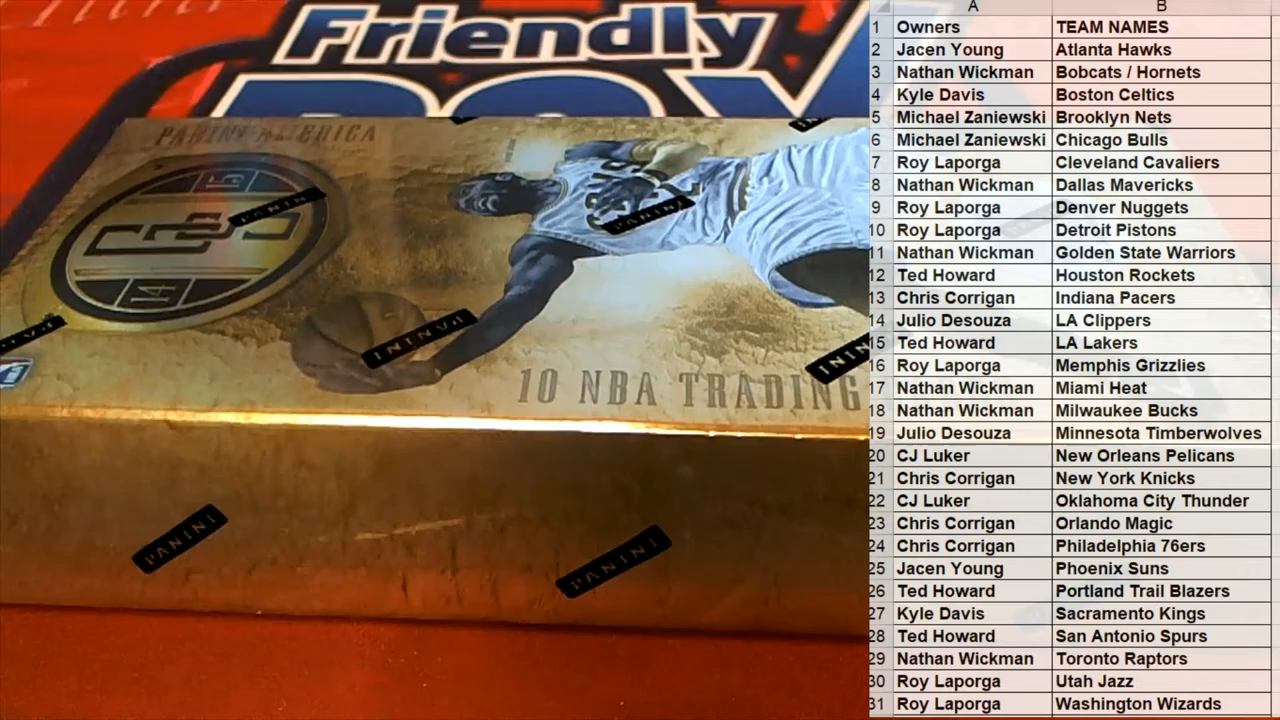 Friendly
PANINI AMERICA
15
14
PANINI
PANINI
PANINI
PANINI
PANINI
10 NBA TRADING
A B
1 Owners TEAM NAMES
2 Jacen Young Atlanta Hawks
3 Nathan Wickman Bobcats / Hornets
4 Kyle Davis Boston Celtics
5 Michael Zaniewski Brooklyn Nets
6 Michael Zaniewski Chicago Bulls
7 Roy Laporga Cleveland Cavaliers
8 Nathan Wickman Dallas Mavericks
9 Roy Laporga Denver Nuggets
10 Roy Laporga Detroit Pistons
11 Nathan Wickman Golden State Warriors
12 Ted Howard Houston Rockets
13 Chris Corrigan Indiana Pacers
14 Julio Desouza LA Clippers
15 Ted Howard LA Lakers
16 Roy Laporga Memphis Grizzlies
17 Nathan Wickman Miami Heat
18 Nathan Wickman Milwaukee Bucks
19 Julio Desouza Minnesota Timberwolves
20 CJ Luker New Orleans Pelicans
21 Chris Corrigan New York Knicks
22 CJ Luker Oklahoma City Thunder
23 Chris Corrigan Orlando Magic
24 Chris Corrigan Philadelphia 76ers
25 Jacen Young Phoenix Suns
26 Ted Howard Portland Trail Blazers
27 Kyle Davis Sacramento Kings
28 Ted Howard San Antonio Spurs
29 Nathan Wickman Toronto Raptors
30 Roy Laporga Utah Jazz
31 Roy Laporga Washington Wizards